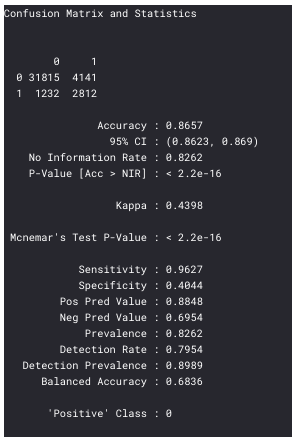 Confusion Matrix and Statistics
0 1
0 31815 4141
1 1232 2812
Accuracy : 0.8657
95% CI : (0.8623, 0.869)
No Information Rate : 0.8262
P-Value [Acc > NIR] : < 2.2e-16
Kappa : 0.4398
Mcnemar's Test P-Value : < 2.2e-16
Sensitivity : 0.9627
Specificity : 0.4044
Pos Pred Value : 0.8848
Neg Pred Value : 0.6954
Prevalence : 0.8262
Detection Rate : 0.7954
Detection Prevalence : 0.8989
Balanced Accuracy : 0.6836
'Positive' Class : 0